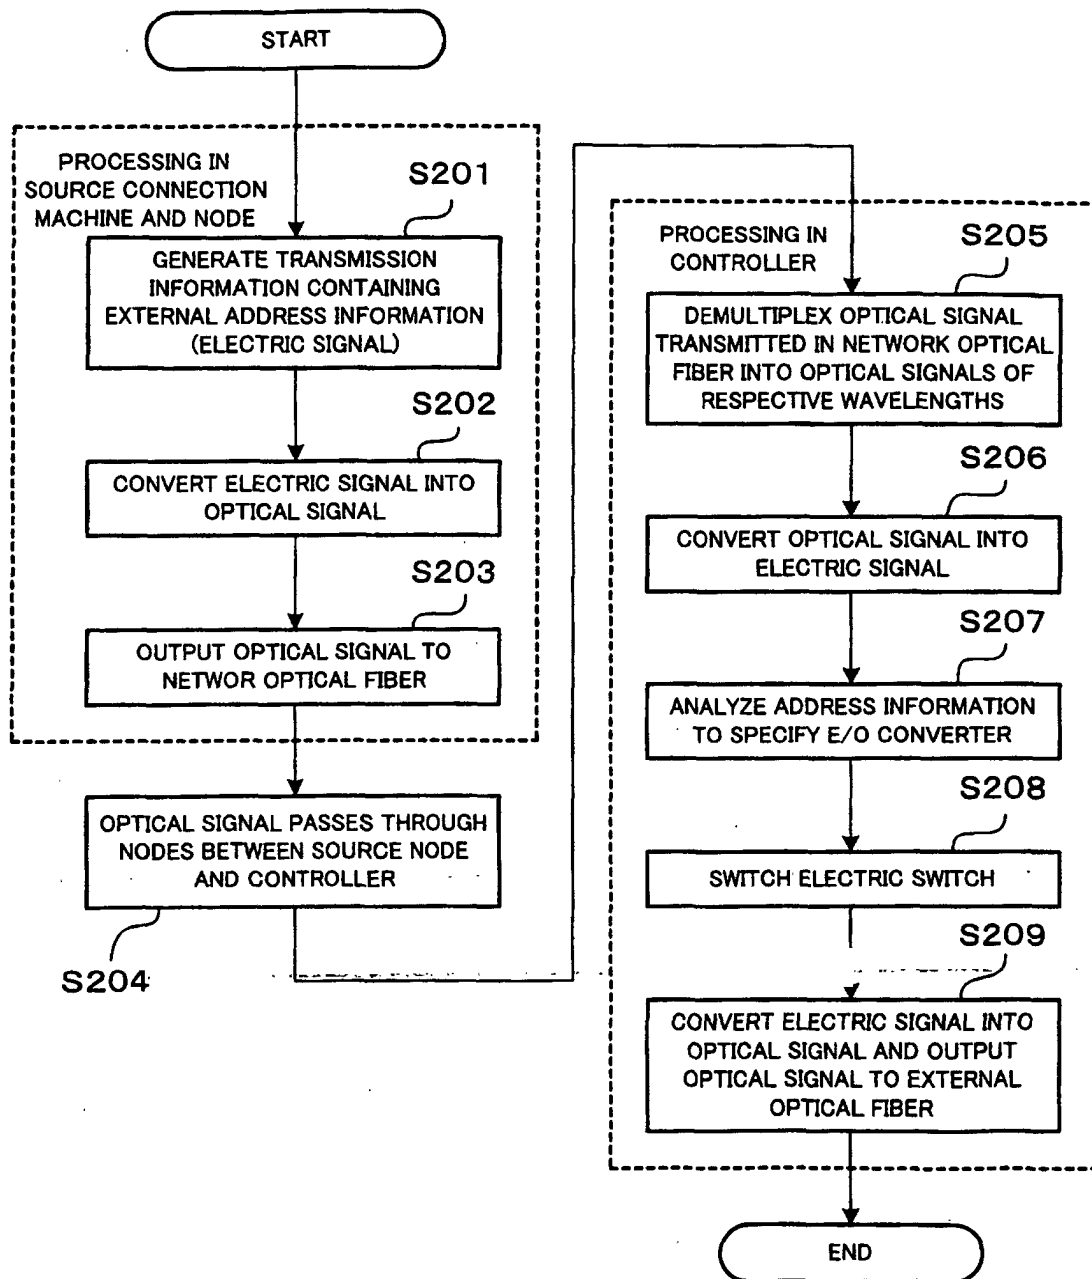 START
PROCESSING IN
SOURCE CONNECTION
MACHINE AND NODE
S201
GENERATE TRANSMISSION
INFORMATION CONTAINING
EXTERNAL ADDRESS INFORMATION
(ELECTRIC SIGNAL)
S202
CONVERT ELECTRIC SIGNAL INTO
OPTICAL SIGNAL
S203
OUTPUT OPTICAL SIGNAL TO
NETWOR OPTICAL FIBER
OPTICAL SIGNAL PASSES THROUGH
NODES BETWEEN SOURCE NODE
AND CONTROLLER
S204
PROCESSING IN
CONTROLLER
S205
DEMULTIPLEX OPTICAL SIGNAL
TRANSMITTED IN NETWORK OPTICAL
FIBER INTO OPTICAL SIGNALS OF
RESPECTIVE WAVELENGTHS
S206
CONVERT OPTICAL SIGNAL INTO
ELECTRIC SIGNAL
S207
ANALYZE ADDRESS INFORMATION
TO SPECIFY E/O CONVERTER
S208
SWITCH ELECTRIC SWITCH
S209
CONVERT ELECTRIC SIGNAL INTO
OPTICAL SIGNAL AND OUTPUT
OPTICAL SIGNAL TO EXTERNAL
OPTICAL FIBER
END